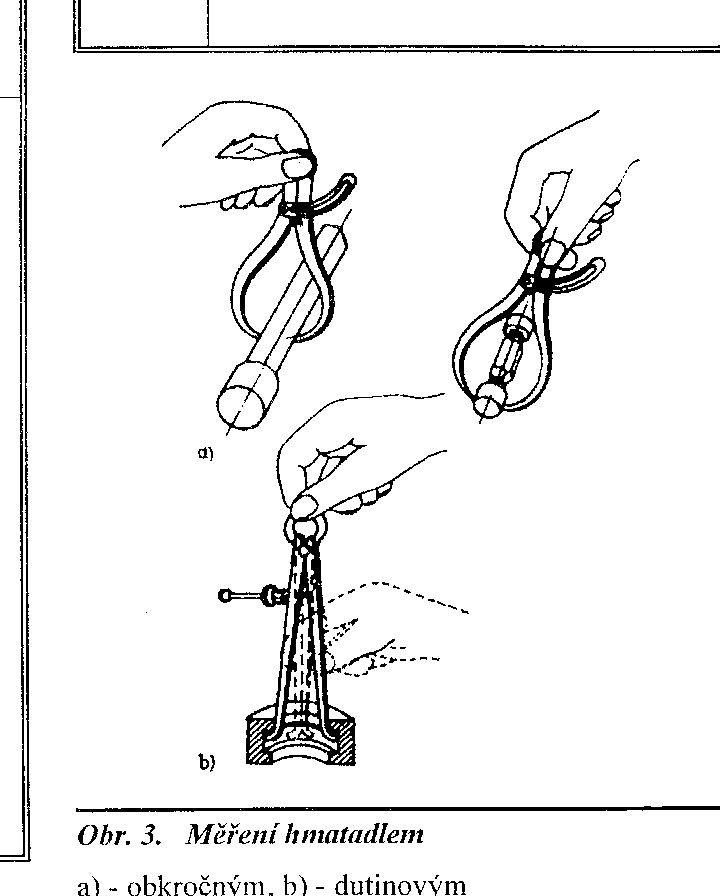 a)
b)
Obr. 3. Měření hmatadlem
a) - obkročným, b) - dutinovým